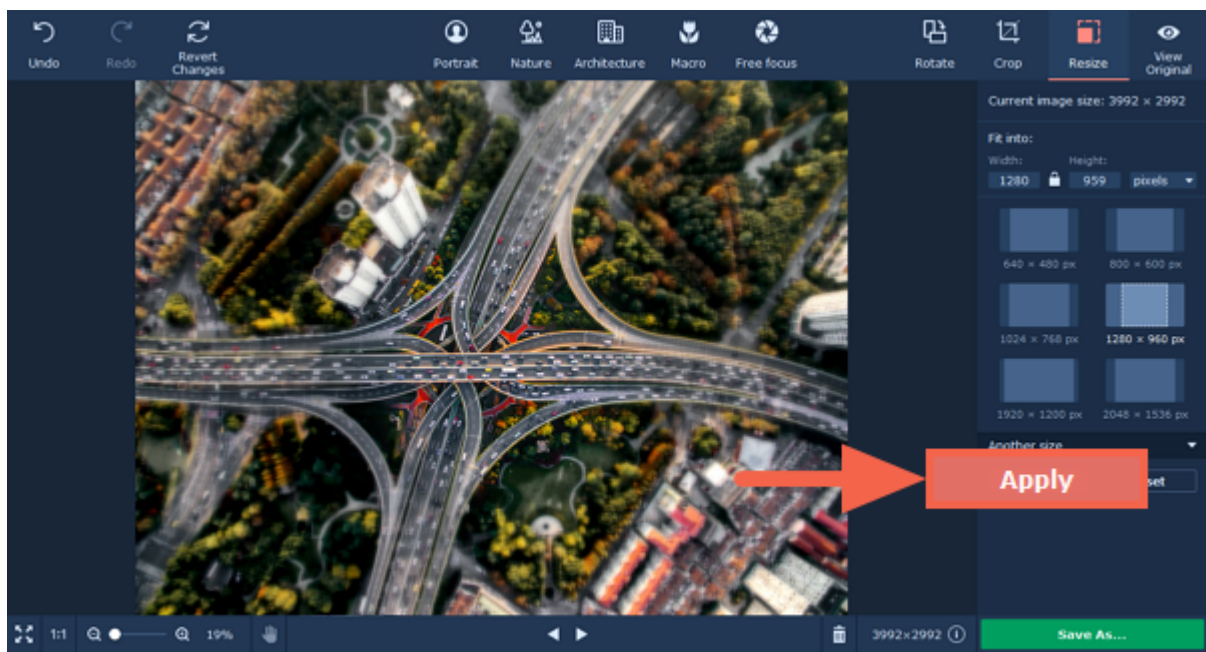 Undo
Redo
Revert
Changes
Portrait
Nature
Architecture
Macro
Free focus
Rotate
Crop
Resize
View
Original
Current image size: 3992 × 2992
Fit into:
Width: Height:
1280 959 pixels
640 × 480 px 800 × 600 px
1024 × 768 px 1280 × 960 px
1920 × 1200 px 2048 × 1536 px
Another size
Apply
1:1 19% 3992×2992 Save As...